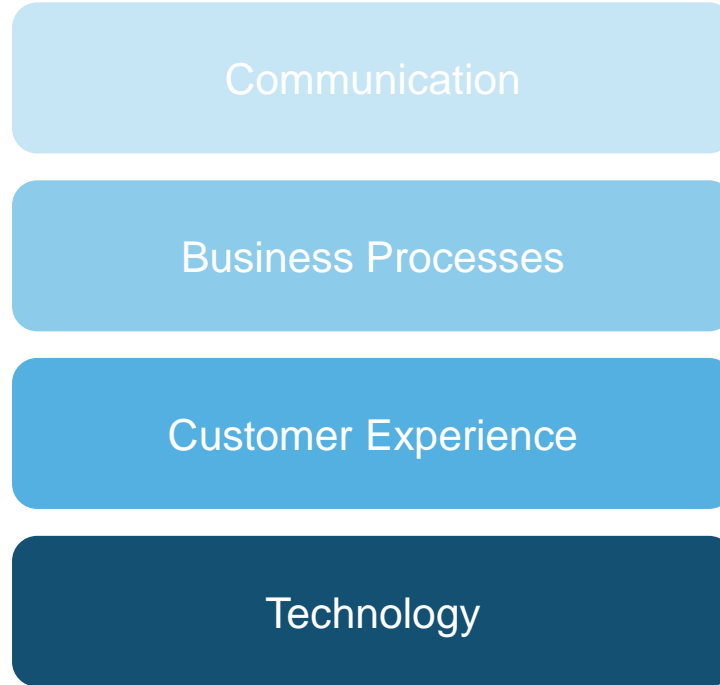 Communication
Business Processes
Customer Experience
Technology